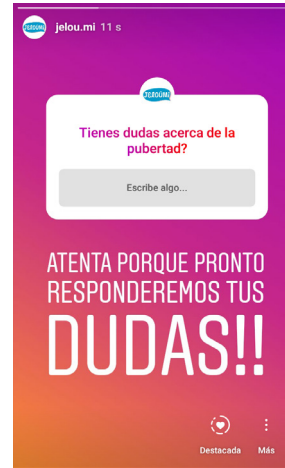 JELOUMI jelou.mi 11 s
JELOUMI
Tienes dudas acerca de la
pubertad?
Escribe algo...
ATENTA PORQUE PRONTO
RESPONDEREMOS TUS
DUDAS!!
Destacada Más